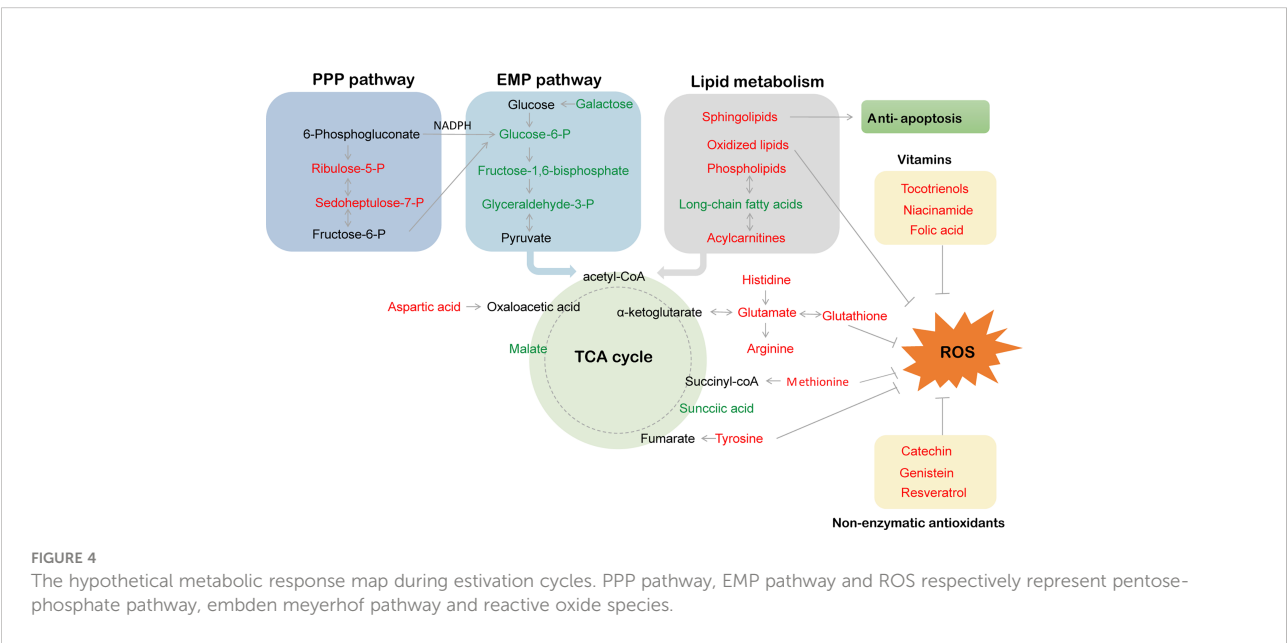 PPP pathway
EMP pathway
Lipid metabolism
6-Phosphogluconate
Ribulose-5-P
Sedoheptulose-7-P
Fructose-6-P
NADPH
Glucose
Galactose
Glucose-6-P
Fructose-1,6-bisphosphate
Glyceraldehyde-3-P
Pyruvate
Sphingolipids
Oxidized lipids
Phospholipids
Long-chain fatty acids
Acylcarnitines
Anti- apoptosis
Vitamins
Tocotrienols
Niacinamide
Folic acid
acetyl-CoA
Aspartic acid
Oxaloacetic acid
α-ketoglutarate
Histidine
Glutamate
Glutathione
Arginine
Malate
TCA cycle
Succinyl-coA
Methionine
Suncciic acid
Fumarate
Tyrosine
ROS
Catechin
Genistein
Resveratrol
Non-enzymatic antioxidants
FIGURE 4
The hypothetical metabolic response map during estivation cycles. PPP pathway, EMP pathway and ROS respectively represent pentose-
phosphate pathway, embden meyerhof pathway and reactive oxide species.